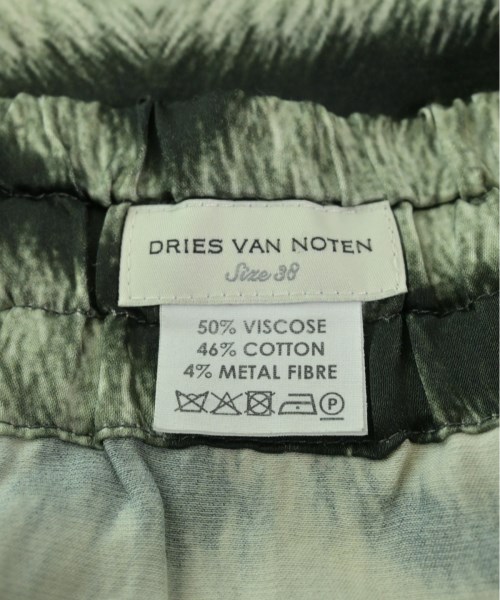 DRIES VAN NOTEN
Size 38
50% VISCOSE
46% COTTON
4% METAL FIBRE
P